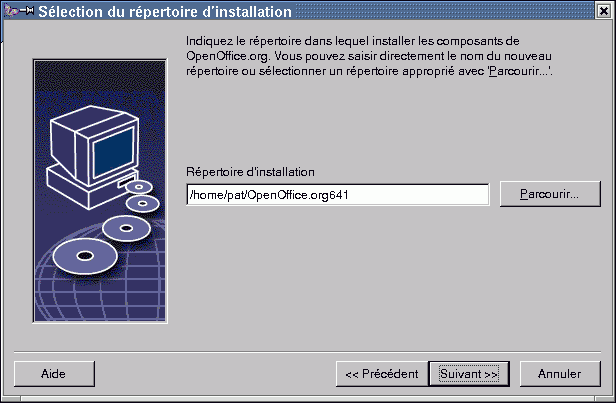 Sélection du répertoire d'installation
Indiquez le répertoire dans lequel installer les composants de
OpenOffice.org. Vous pouvez saisir directement le nom du nouveau
répertoire ou sélectionner un répertoire approprié avec 'Parcourir...'.
Répertoire d'installation
/home/pat/OpenOffice.org641
Parcourir...
Aide
<< Précédent
Suivant >>
Annuler